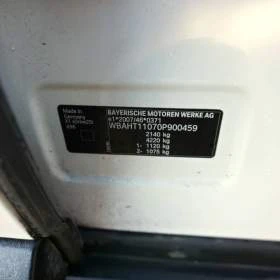 Made in
Germany
BAYERISCHE MOTOREN WERKE AG
e1*2007/46*0371
WBAHT11070P900459
2140 kg
4220 kg
1- 1120 kg
2- 1075 kg